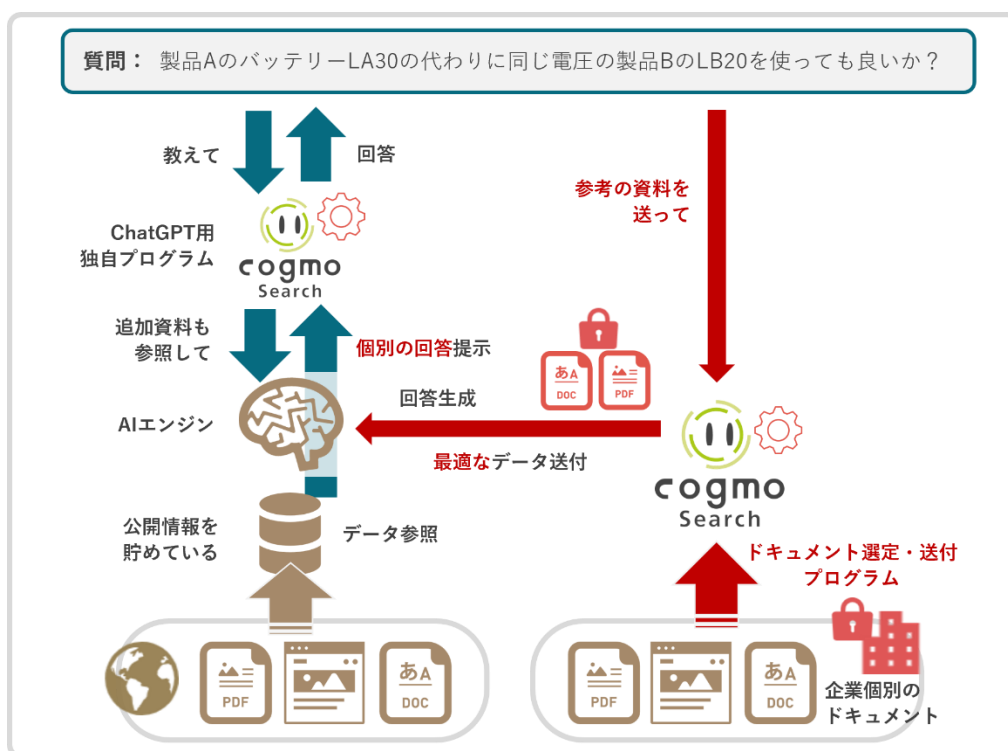 質問： 製品AのバッテリーLA30の代わりに同じ電圧の製品BのLB20を使っても良いか？
教えて
回答
参考の資料を
送って
ChatGPT用
独自プログラム
cogmo
Search
追加資料も
参照して
個別の回答提示
あA
DOC
PDF
AIエンジン
回答生成
最適なデータ送付
cogmo
Search
公開情報を
貯めている
データ参照
ドキュメント選定・送付
プログラム
PDF
あA
DOC
PDF
あA
DOC
企業個別の
ドキュメント